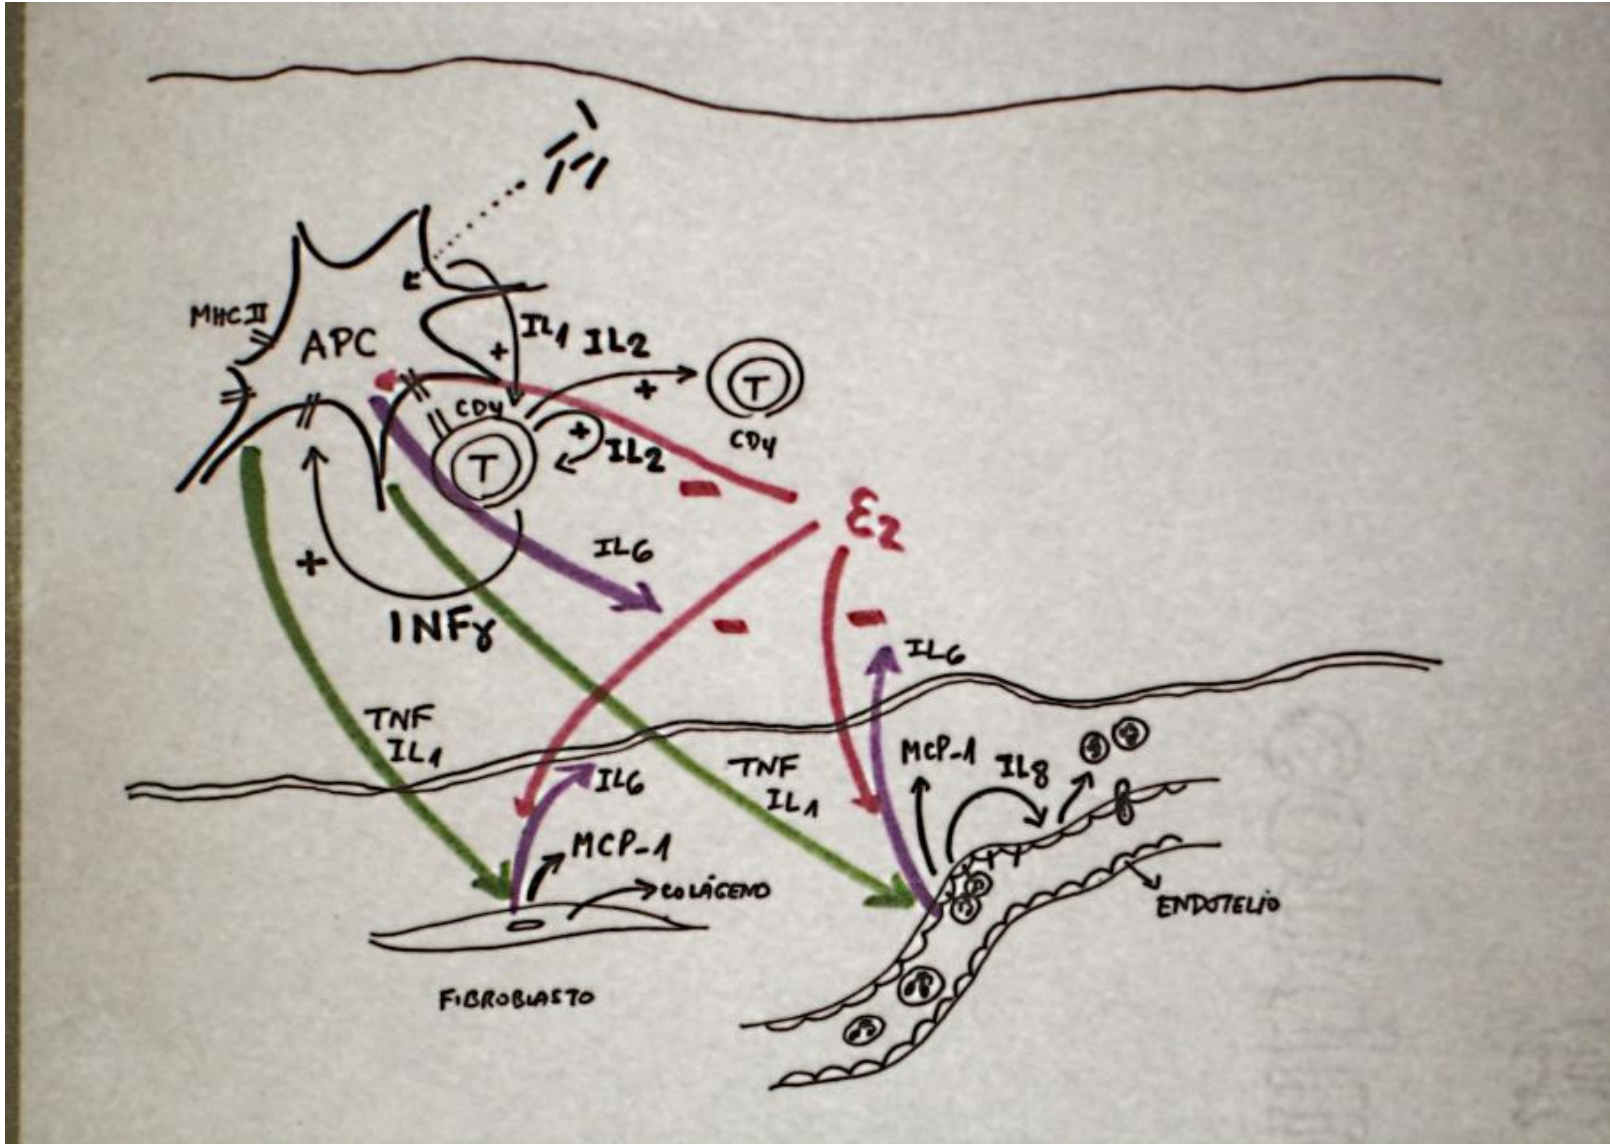 MHC II
APC
IL1
IL2
+
+
T
CD4
CD4
T
+
IL2
-
E2
IL6
+
INFγ
-
-
IL6
TNF
IL1
IL6
TNF
IL1
MCP-1
IL8
MCP-1
COLÁGENO
ENDOTELIO
FIBROBLASTO